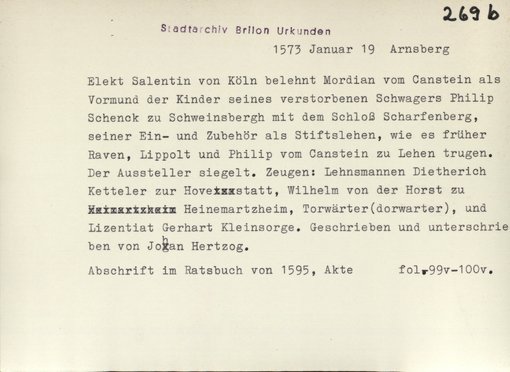 269 b
Stadtarchiv Brilon Urkunden
1573 Januar 19 Arnsberg
Elekt Salentin von Köln belehnt Mordian vom Canstein als
Vormund der Kinder seines verstorbenen Schwagers Philip
Schenck zu Schweinsbergh mit dem Schloß Scharfenberg,
seiner Ein- und Zubehör als Stiftslehen, wie es früher
Raven, Lippolt und Philip vom Canstein zu Lehen trugen.
Der Aussteller siegelt. Zeugen: Lehnsmannen Dietherich
Ketteler zur Hovestatt, Wilhelm von der Horst zu
Heinemartzheim, Torwärter(dorwarter), und
Lizentiat Gerhart Kleinsorge. Geschrieben und unterschrie
ben von Johan Hertzog.
Abschrift im Ratsbuch von 1595, Akte fol. 99v-100v.